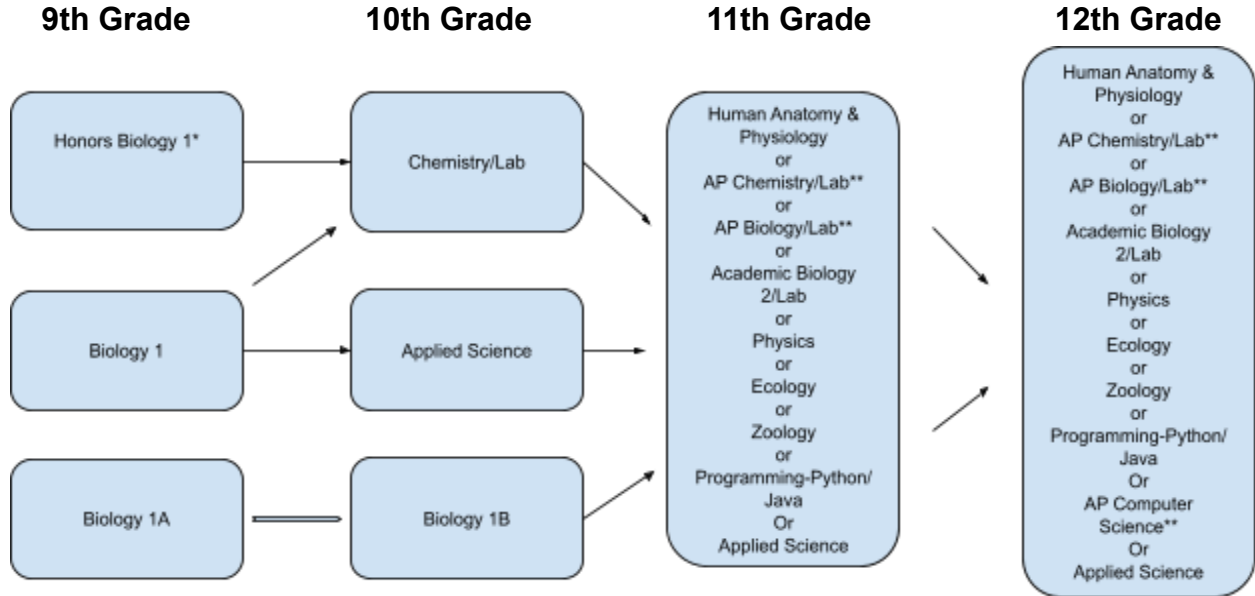 9th Grade
10th Grade
11th Grade
12th Grade
Honors Biology 1*
Biology 1
Biology 1A
Chemistry/Lab
Applied Science
Biology 1B
Human Anatomy &
Physiology
or
AP Chemistry/Lab**
or
AP Biology/Lab**
or
Academic Biology
2/Lab
or
Physics
or
Ecology
or
Zoology
or
Programming-Python/
Java
Or
Applied Science
Human Anatomy &
Physiology
or
AP Chemistry/Lab**
or
AP Biology/Lab**
or
Academic Biology
2/Lab
or
Physics
or
Ecology
or
Zoology
or
Programming-Python/
Java
Or
AP Computer
Science**
Or
Applied Science